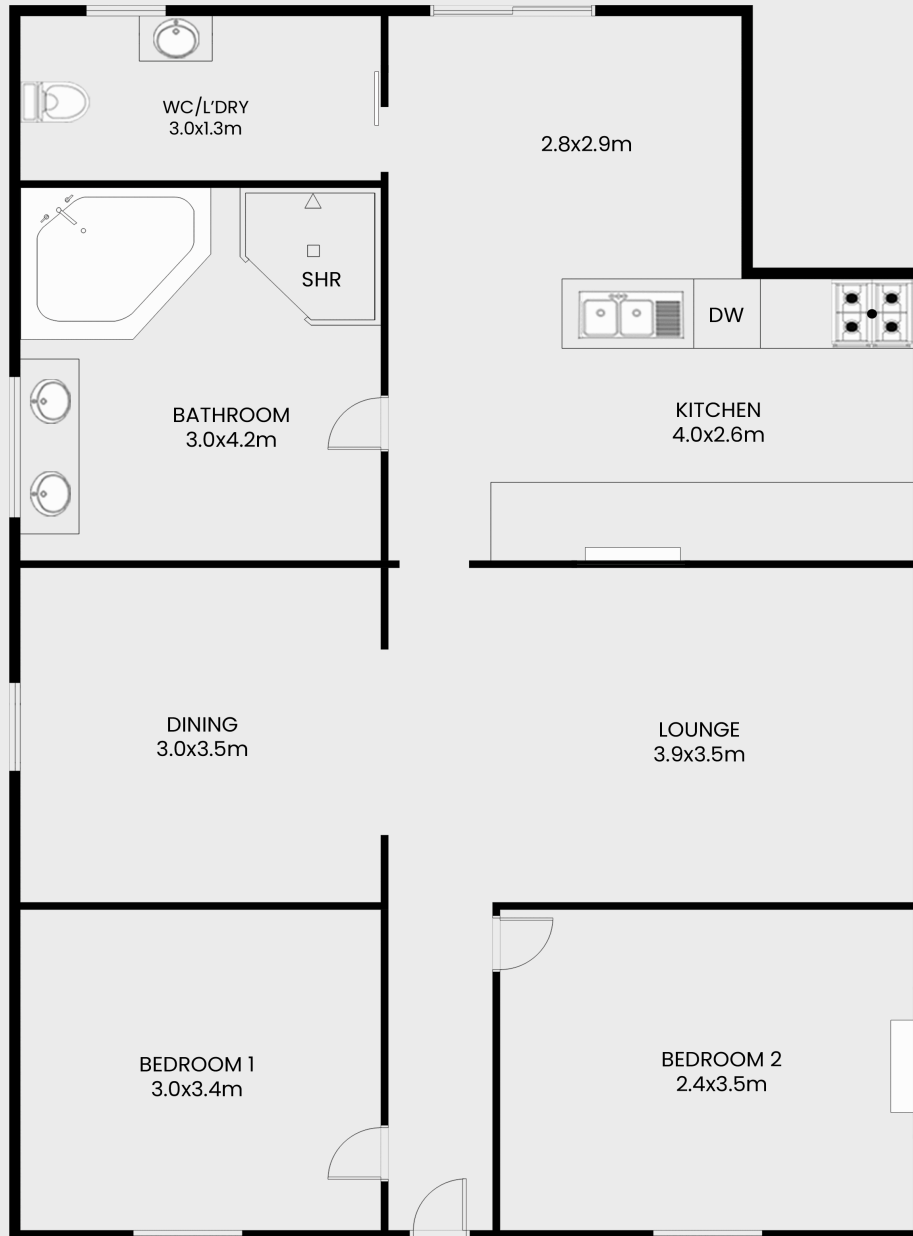 WC/L'DRY
3.0x1.3m
2.8x2.9m
SHR
DW
BATHROOM
3.0x4.2m
KITCHEN
4.0x2.6m
DINING
3.0x3.5m
LOUNGE
3.9x3.5m
BEDROOM 1
3.0x3.4m
BEDROOM 2
2.4x3.5m